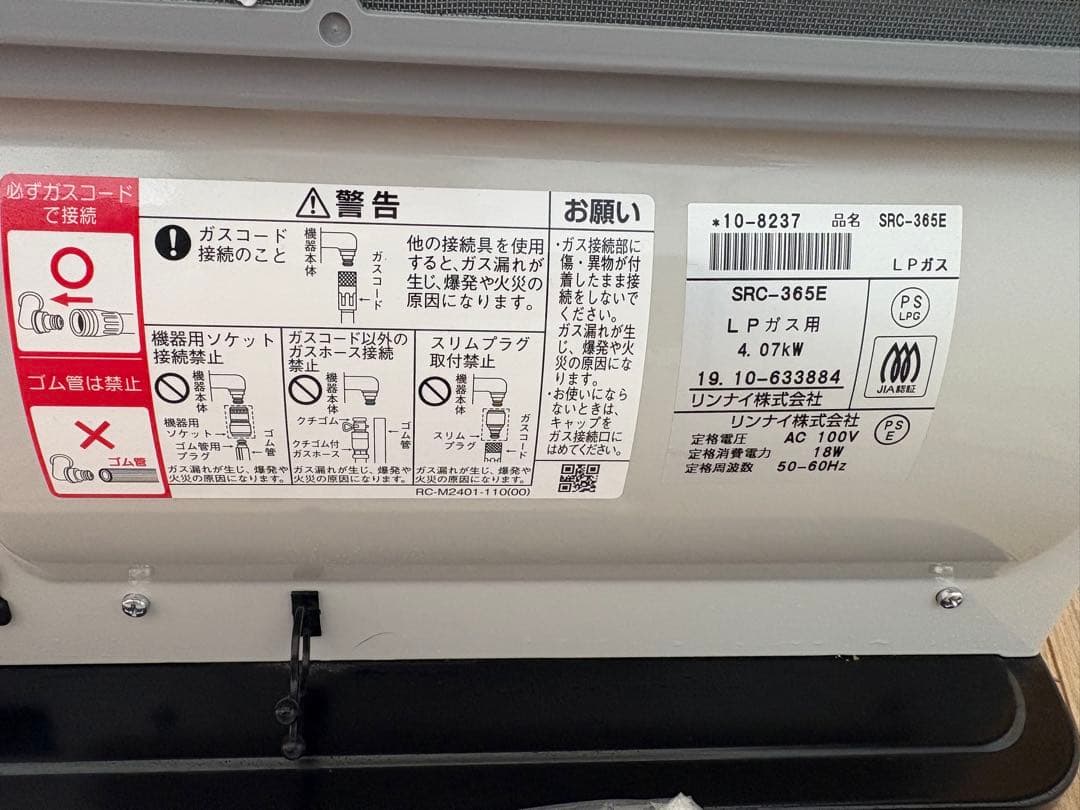 必ずガスコード
で接続
ゴム管は禁止
ゴム管
⚠警告
ガスコード
接続のこと
機器本体
ガスコード
他の接続具を使用
すると、ガス漏れが
生じ、爆発や火災の
原因になります。
機器用ソケット
接続禁止
機器本体
機器用
ソケット
ゴム管用
プラグ
ゴム管
ガス漏れが生じ、爆発や
火災の原因になります。
ガスコード以外の
ガスホース接続
禁止
機器本体
クチゴム
クチゴム付
ガスホース
ゴム管
ガス漏れが生じ、爆発や
火災の原因になります。
スリムプラグ
取付禁止
機器本体
スリム
プラグ
ガスコード
ガス漏れが生じ、爆発や
火災の原因になります。
RC-M2401-110(00)
お願い
・ガス接続部に
傷・異物が付
着したまま接
続をしないで
ください。
ガス漏れが生
じ、爆発や火
災の原因にな
ります。
・お使いになら
ないときは、
キャップを
ガス接続口に
はめてください。
*10-8237 品名 SRC-365E
LPガス
SRC-365E
LPガス用
4.07kW
19.10-633884
リンナイ株式会社
PS
LPG
JIA認証
リンナイ株式会社
定格電圧 AC 100V
定格消費電力 18W
定格周波数 50-60Hz
PS
E